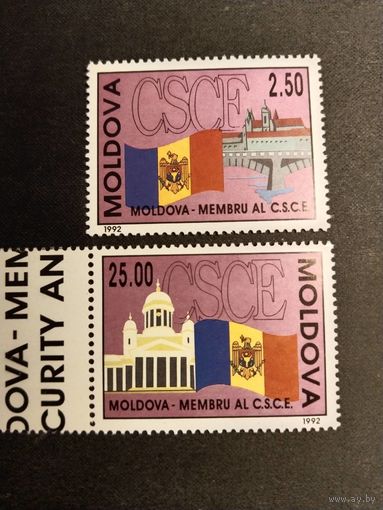 CSCE
2.50
MOLDOVA
MOLDOVA - MEMBRU AL C.S.C.E.
1992
DOVA - MEM
CURITY AN
25.00
CSCE
MOLDOVA
MOLDOVA - MEMBRU AL C.S.C.E.
1992
www.ay.by